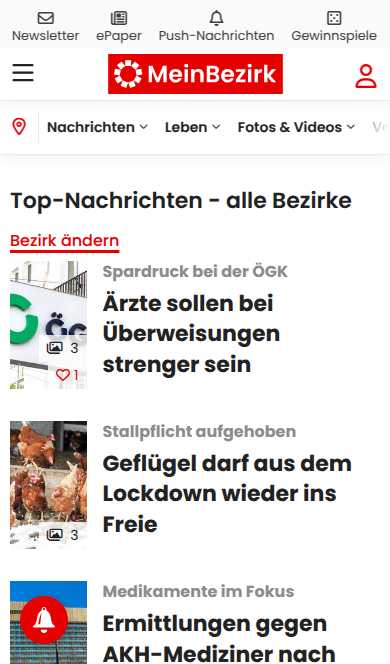 Newsletter ePaper Push-Nachrichten Gewinnspiele
MeinBezirk
Nachrichten Leben Fotos & Videos
Top-Nachrichten - alle Bezirke
Bezirk ändern
Spardruck bei der ÖGK
Ärzte sollen bei
Überweisungen
strenger sein
3
1
Stallpflicht aufgehoben
Geflügel darf aus dem
Lockdown wieder ins
Freie
3
Medikamente im Fokus
Ermittlungen gegen
AKH-Mediziner nach